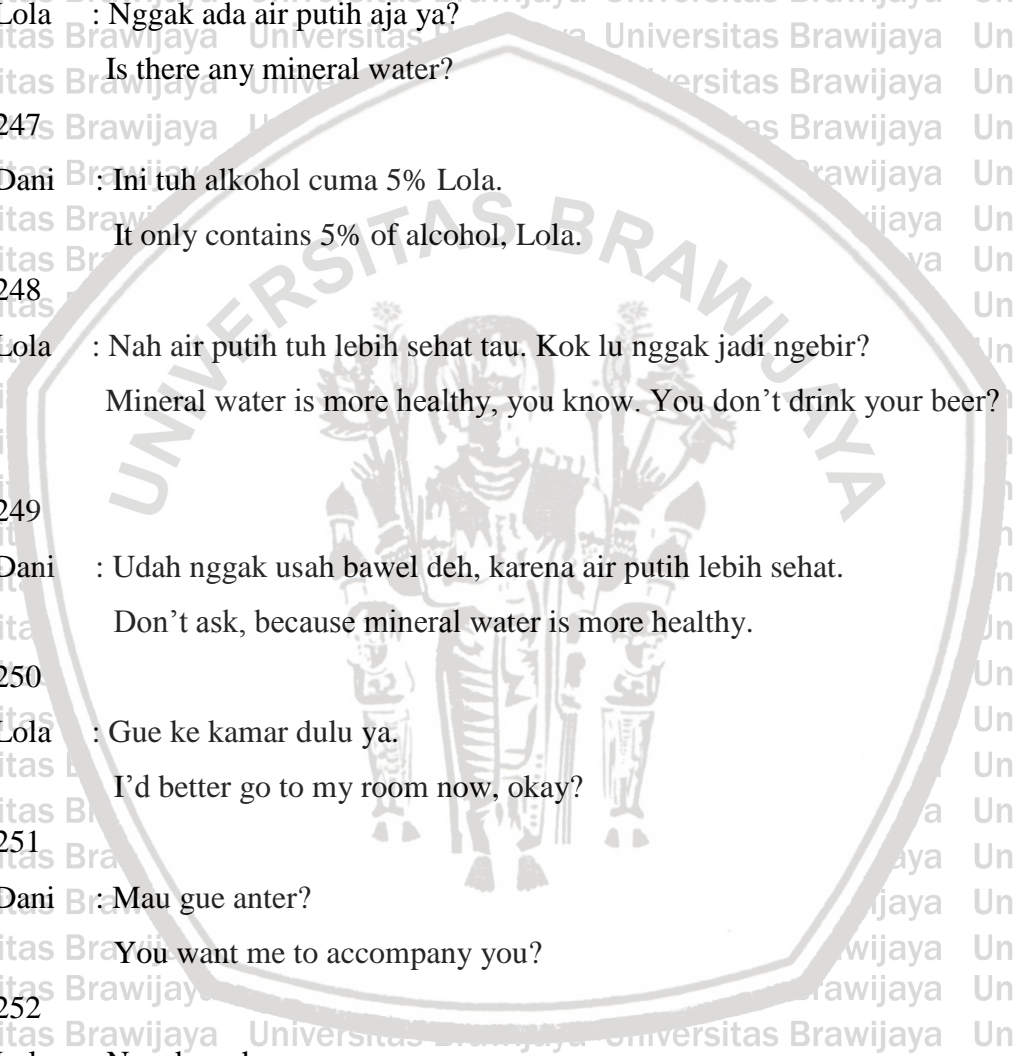 Lola : Nggak ada air putih aja ya?
Is there any mineral water?
247
Dani : Ini tuh alkohol cuma 5% Lola.
It only contains 5% of alcohol, Lola.
248
Lola : Nah air putih tuh lebih sehat tau. Kok lu nggak jadi ngebir?
Mineral water is more healthy, you know. You don't drink your beer?
249
Dani : Udah nggak usah bawel deh, karena air putih lebih sehat.
Don't ask, because mineral water is more healthy.
250
Lola : Gue ke kamar dulu ya.
I'd better go to my room now, okay?
251
Dani : Mau gue anter?
You want me to accompany you?
252
UNIVERSITAS BRAWIJAYA